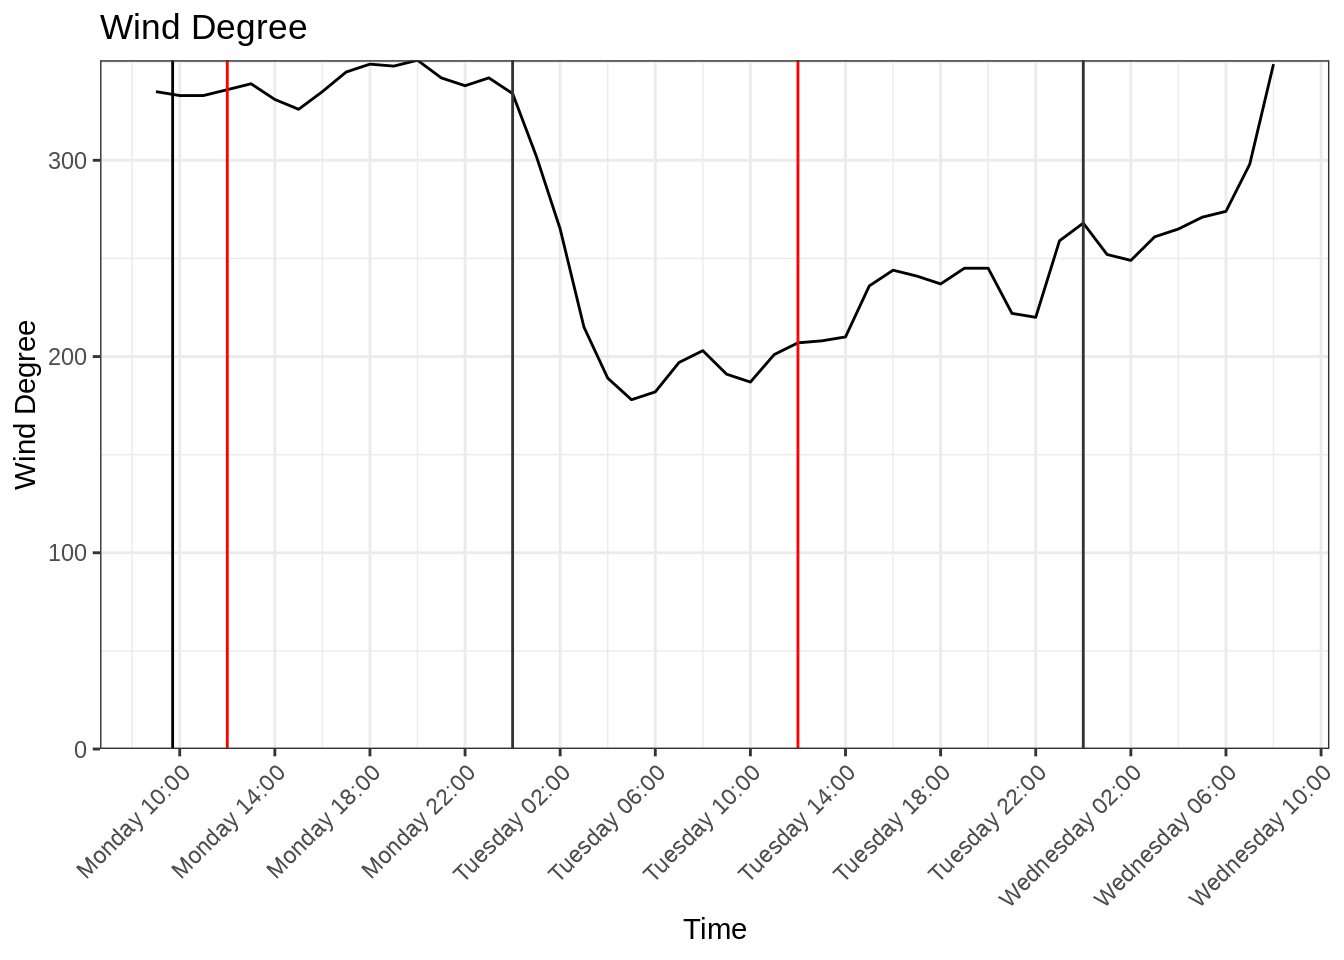 Wind Degree
Wind Degree
300
200
100
0
Monday 10:00
Monday 14:00
Monday 18:00
Monday 22:00
Tuesday 02:00
Tuesday 06:00
Tuesday 10:00
Tuesday 14:00
Tuesday 18:00
Tuesday 22:00
Wednesday 02:00
Wednesday 06:00
Wednesday 10:00
Time